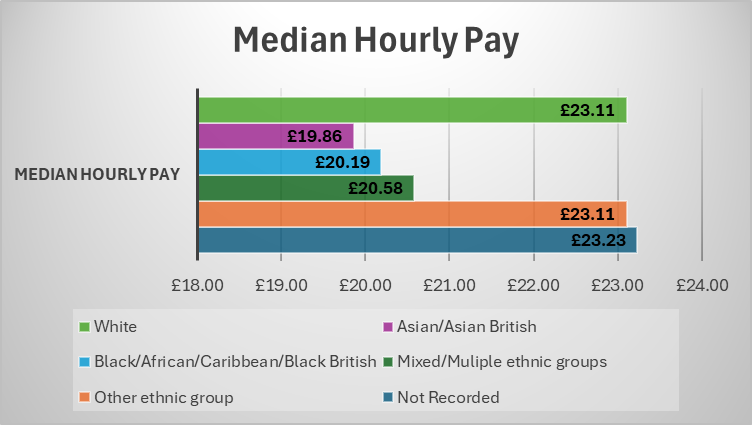 Median Hourly Pay
£23.11
£19.86
£20.19
MEDIAN HOURLY PAY
£20.58
£23.11
£23.23
£18.00 £19.00 £20.00 £21.00 £22.00 £23.00 £24.00
White Asian/Asian British
Black/African/Caribbean/Black British Mixed/Muliple ethnic groups
Other ethnic group Not Recorded